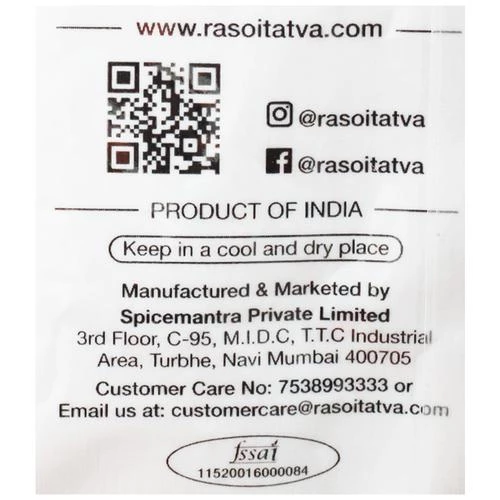 www.rasoitatva.com
@rasoitatva
@rasoitatva
PRODUCT OF INDIA
Keep in a cool and dry place
Manufactured & Marketed by
Spicemantra Private Limited
3rd Floor, C-95, M.I.D.C, T.T.C Industrial
Area, Turbhe, Navi Mumbai 400705
Customer Care No: 7538993333 or
Email us at: customercare@rasoitatva.com
fssai
11520016000084